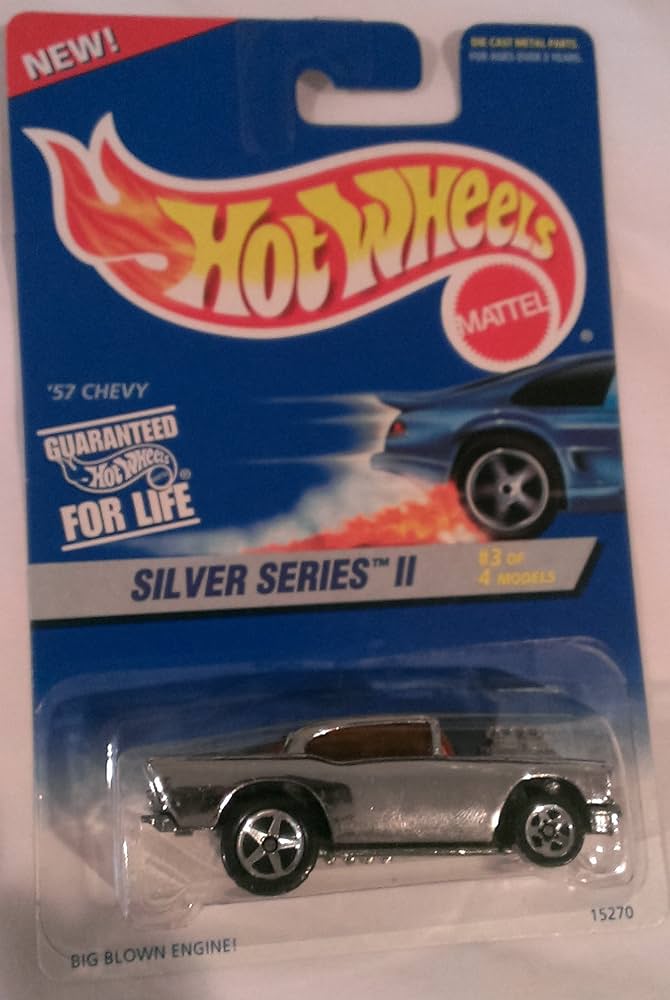 NEW!
DIE CAST METAL PARTS.
FOR AGES OVER 3 YEARS.
HOT WHEELS
MATTEL
®
'57 CHEVY
GUARANTEED
HOT WHEELS ®
FOR LIFE
SILVER SERIES™ II
#3 OF
4 MODELS
15270
BIG BLOWN ENGINE!